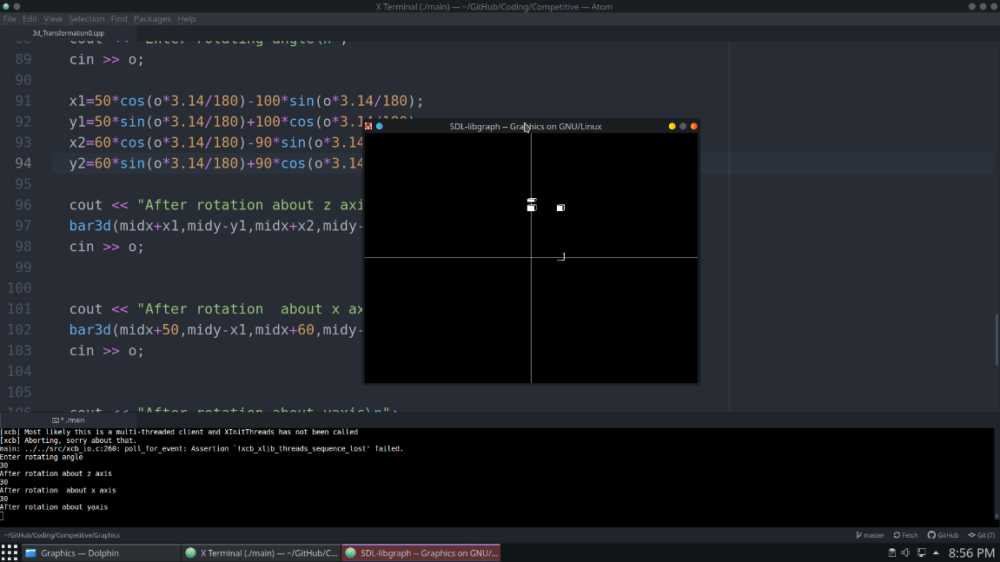 X Terminal (./main) — ~/GitHub/Coding/Competitive — Atom
File Edit View Selection Find Packages Help
3d_Transformation0.cpp
88 cout << "Enter rotating angle\n";
89 cin >> o;
90
91 x1=50*cos(o*3.14/180)-100*sin(o*3.14/180);
92 y1=50*sin(o*3.14/180)+100*cos(o*3.14/180)
93 x2=60*cos(o*3.14/180)-90*sin(o*3.14
94 y2=60*sin(o*3.14/180)+90*cos(o*3.14
95
96 cout << "After rotation about z axi
97 bar3d(midx+x1,midy-y1,midx+x2,midy-
98 cin >> o;
99
100
101 cout << "After rotation  about x ax
102 bar3d(midx+50,midy-x1,midx+60,midy-
103 cin >> o;
104
105
106 cout << "After rotation about yaxis\n";
SDL-libgraph -- Graphics on GNU/Linux
* ./main
[xcb] Most likely this is a multi-threaded client and XInitThreads has not been called
[xcb] Aborting, sorry about that.
main: ../../src/xcb_io.c:260: poll_for_event: Assertion `!xcb_xlib_threads_sequence_lost' failed.
Enter rotating angle
30
After rotation about z axis
30
After rotation  about x axis
30
After rotation about yaxis
~/GitHub/Coding/Competitive/Graphics
master Fetch GitHub Git (7)
Graphics — Dolphin
X Terminal (./main) — ~/GitHub/C...
SDL-libgraph -- Graphics on GNU/...
8:56 PM